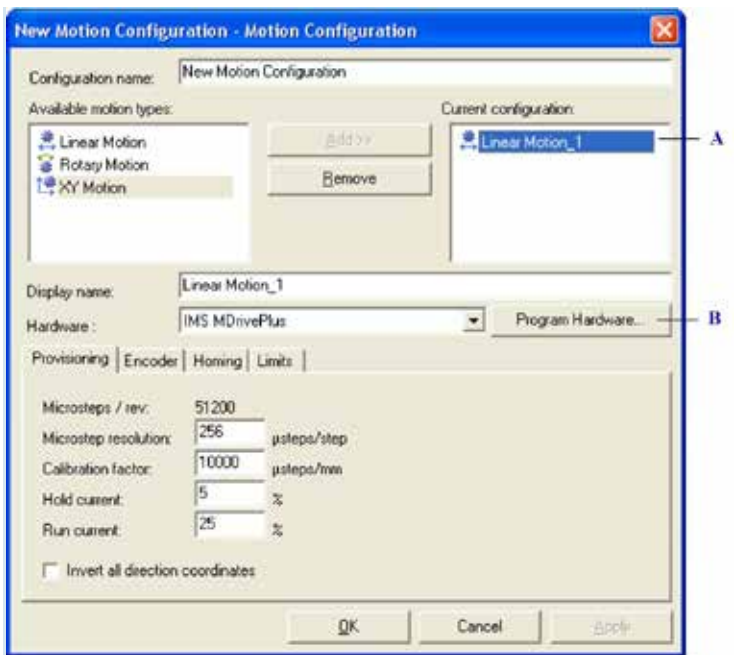 New Motion Configuration - Motion Configuration
Configuration name: New Motion Configuration
Available motion types: Current configuration:
Linear Motion Add >> Linear Motion_1 A
Rotary Motion
XY Motion Remove
Display name: Linear Motion_1
Hardware : IMS MDrivePlus Program Hardware... B
Provisioning Encoder Homing Limits
Microsteps / rev: 51200
Microstep resolution: 256 µsteps/step
Calibration factor: 10000 µsteps/mm
Hold current: 5 %
Run current: 25 %
Invert all direction coordinates
OK Cancel Apply